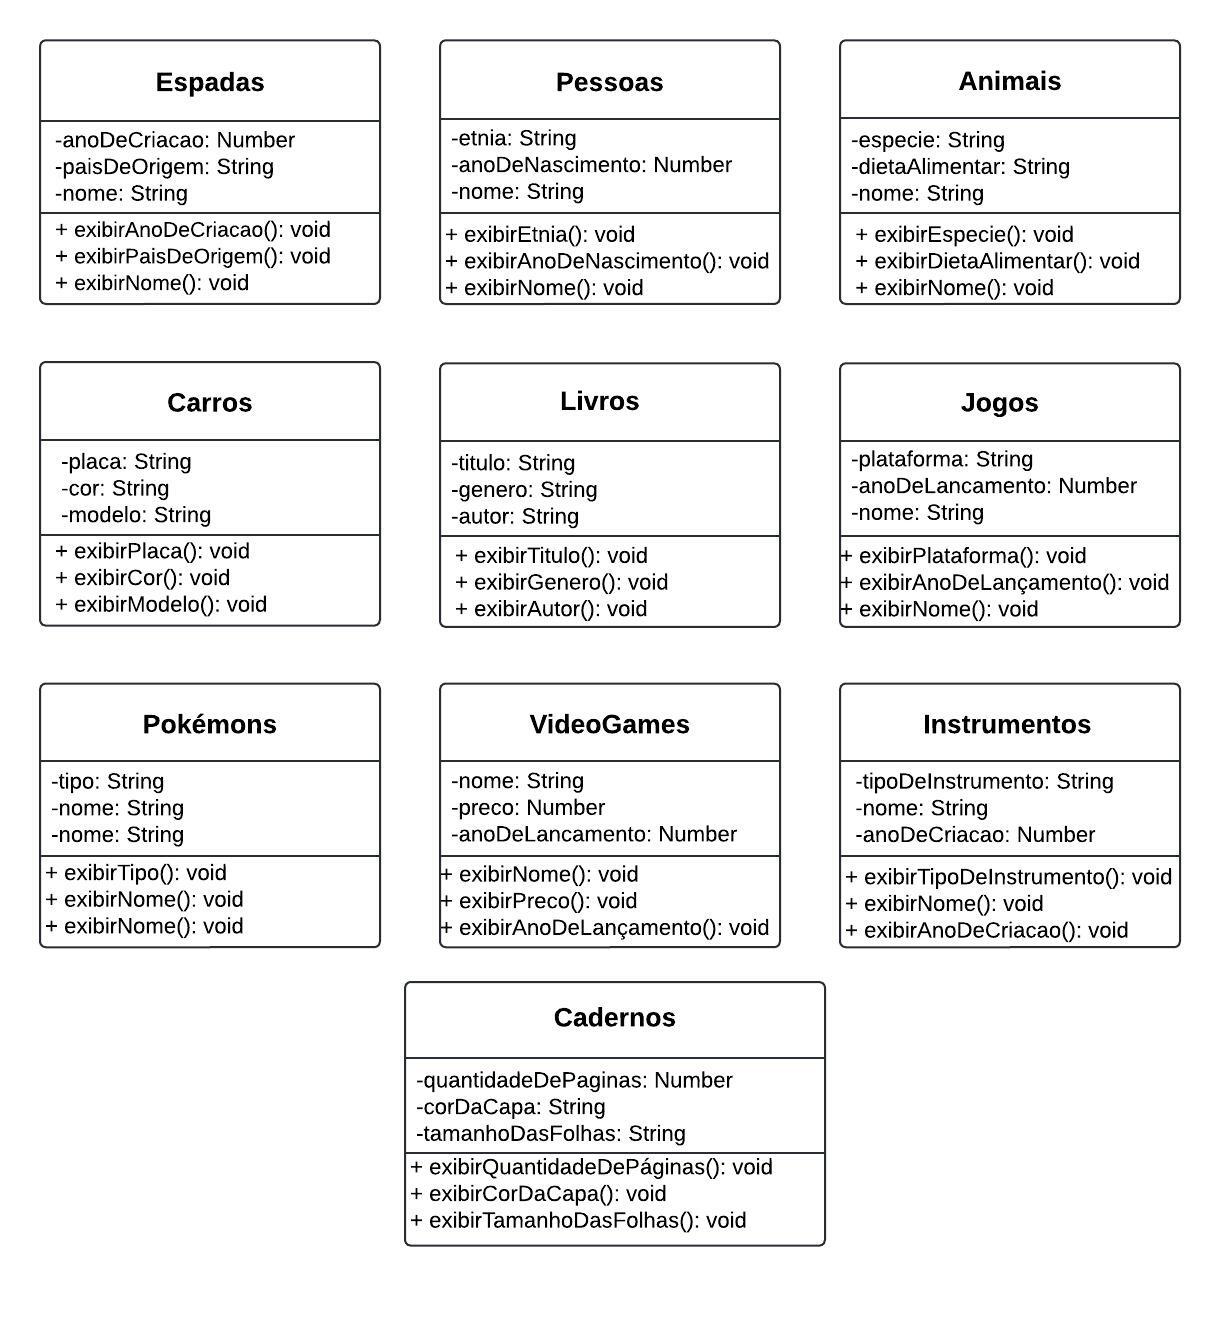 Espadas
-anoDeCriacao: Number
-paisDeOrigem: String
-nome: String
+ exibirAnoDeCriacao(): void
+ exibirPaisDeOrigem(): void
+ exibirNome(): void
Pessoas
-etnia: String
-anoDeNascimento: Number
-nome: String
+ exibirEtnia(): void
+ exibirAnoDeNascimento(): void
+ exibirNome(): void
Animais
-especie: String
-dietaAlimentar: String
-nome: String
+ exibirEspecie(): void
+ exibirDietaAlimentar(): void
+ exibirNome(): void
Carros
-placa: String
-cor: String
-modelo: String
+ exibirPlaca(): void
+ exibirCor(): void
+ exibirModelo(): void
Livros
-titulo: String
-genero: String
-autor: String
+ exibirTitulo(): void
+ exibirGenero(): void
+ exibirAutor(): void
Jogos
-plataforma: String
-anoDeLancamento: Number
-nome: String
+ exibirPlataforma(): void
+ exibirAnoDeLançamento(): void
+ exibirNome(): void
Pokémons
-tipo: String
-nome: String
-nome: String
+ exibirTipo(): void
+ exibirNome(): void
+ exibirNome(): void
VideoGames
-nome: String
-preco: Number
-anoDeLancamento: Number
+ exibirNome(): void
+ exibirPreco(): void
+ exibirAnoDeLançamento(): void
Instrumentos
-tipoDeInstrumento: String
-nome: String
-anoDeCriacao: Number
+ exibirTipoDeInstrumento(): void
+ exibirNome(): void
+ exibirAnoDeCriacao(): void
Cadernos
-quantidadeDePaginas: Number
-corDaCapa: String
-tamanhoDasFolhas: String
+ exibirQuantidadeDePáginas(): void
+ exibirCorDaCapa(): void
+ exibirTamanhoDasFolhas(): void